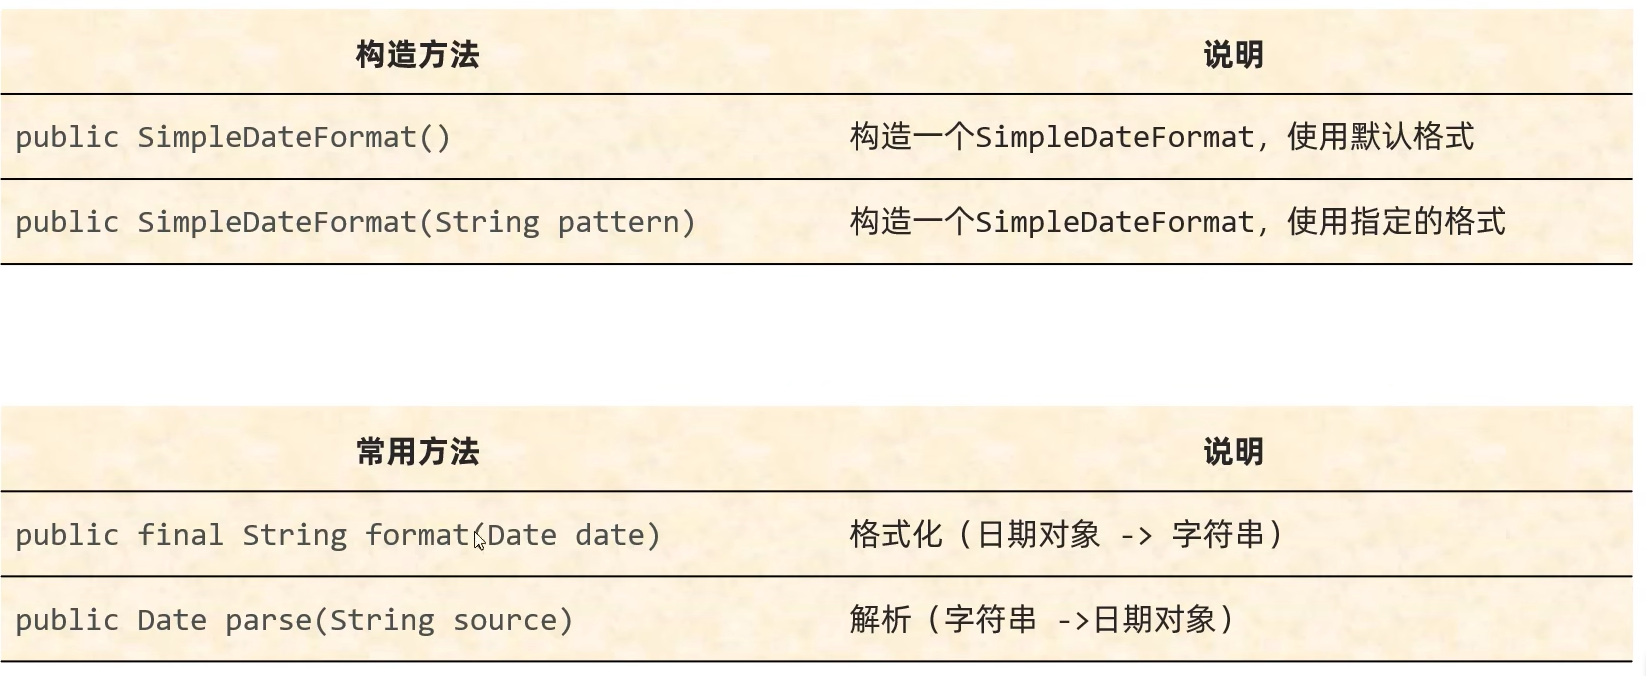 构造方法 说明
public SimpleDateFormat() 构造一个SimpleDateFormat，使用默认格式
public SimpleDateFormat(String pattern) 构造一个SimpleDateFormat，使用指定的格式
常用方法 说明
public final String format(Date date) 格式化（日期对象 -> 字符串）
public Date parse(String source) 解析（字符串 ->日期对象）